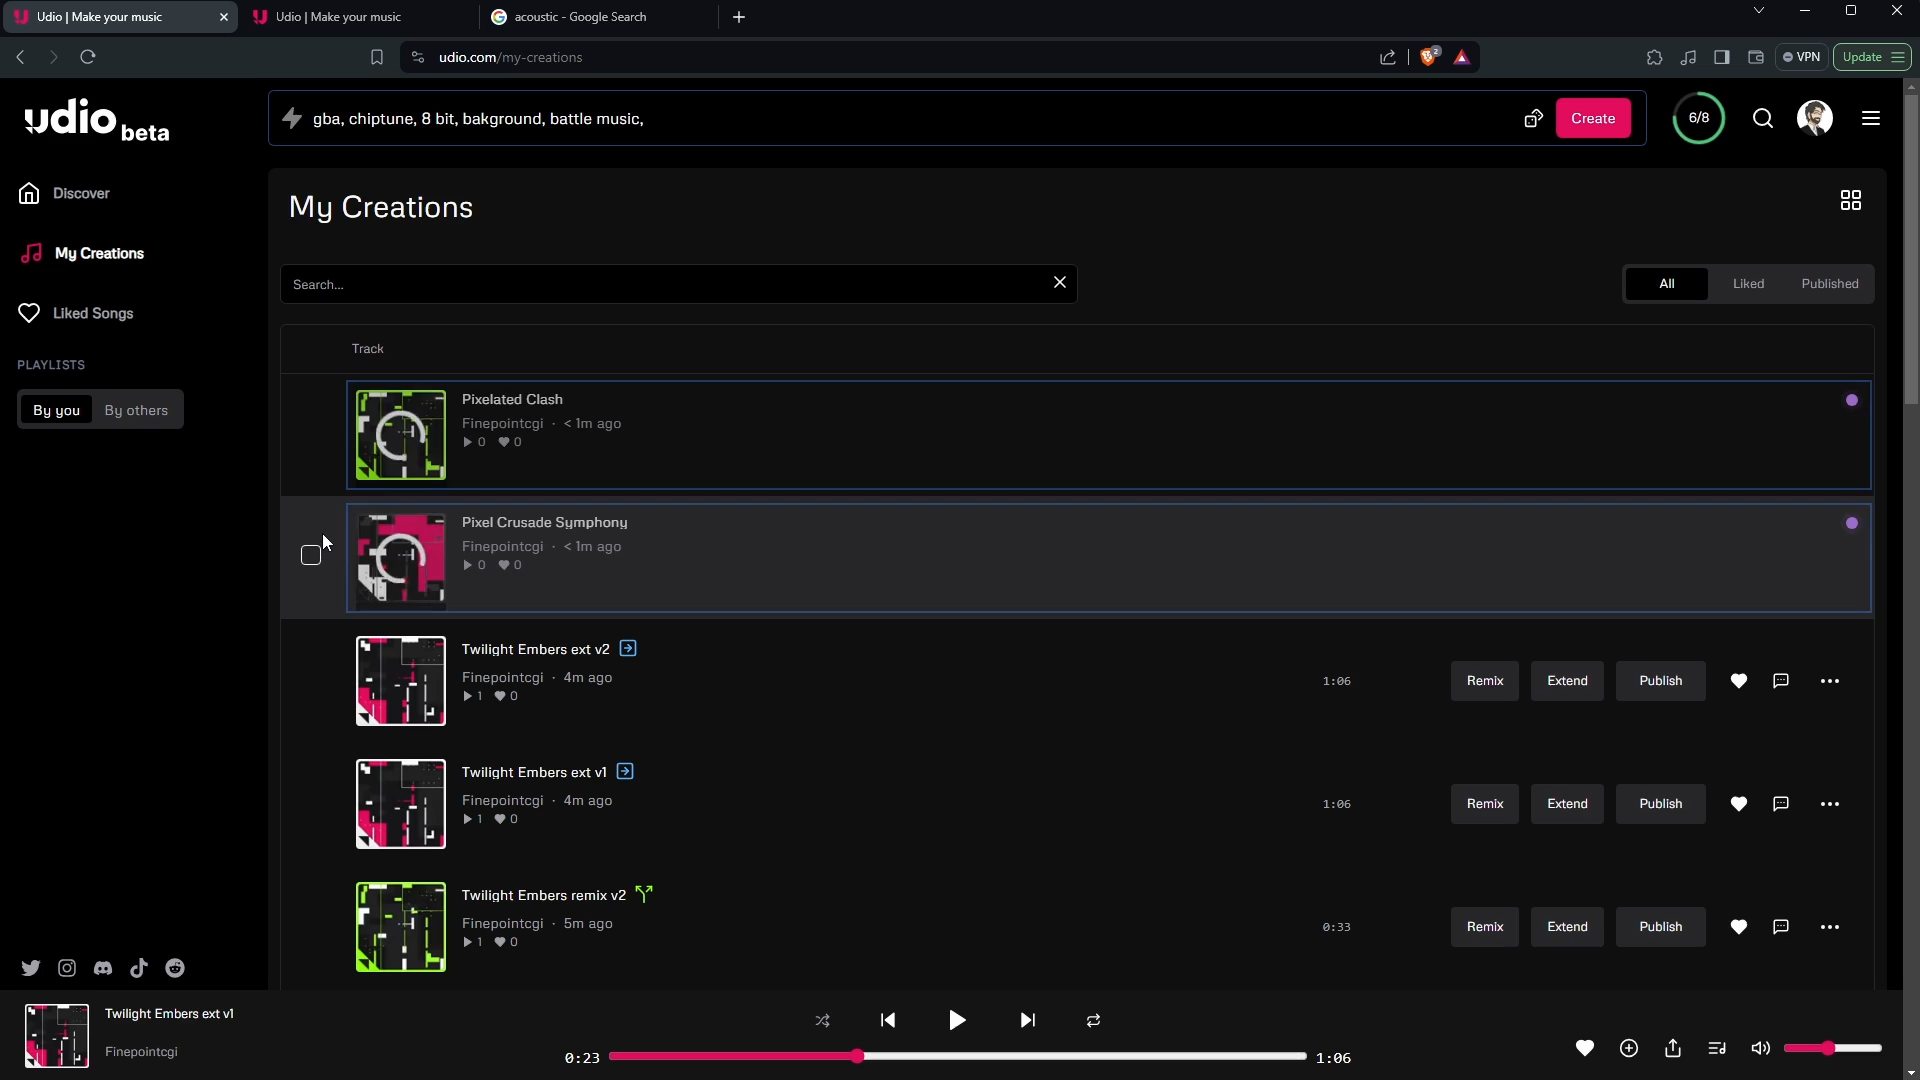 Udio | Make your music
Udio | Make your music
acoustic - Google Search
udio.com/my-creations
2
VPN
Update
udio beta
gba, chiptune, 8 bit, bakground, battle music,
Create
6/8
Discover
My Creations
Liked Songs
PLAYLISTS
By you
By others
My Creations
Search...
All
Liked
Published
Track
Pixelated Clash
Finepointcgi · < 1m ago
0 0
Pixel Crusade Symphony
Finepointcgi · < 1m ago
0 0
Twilight Embers ext v2
Finepointcgi · 4m ago
1 0
1:06
Remix
Extend
Publish
Twilight Embers ext v1
Finepointcgi · 4m ago
1 0
1:06
Remix
Extend
Publish
Twilight Embers remix v2
Finepointcgi · 5m ago
1 0
0:33
Remix
Extend
Publish
Twilight Embers ext v1
Finepointcgi
0:23
1:06